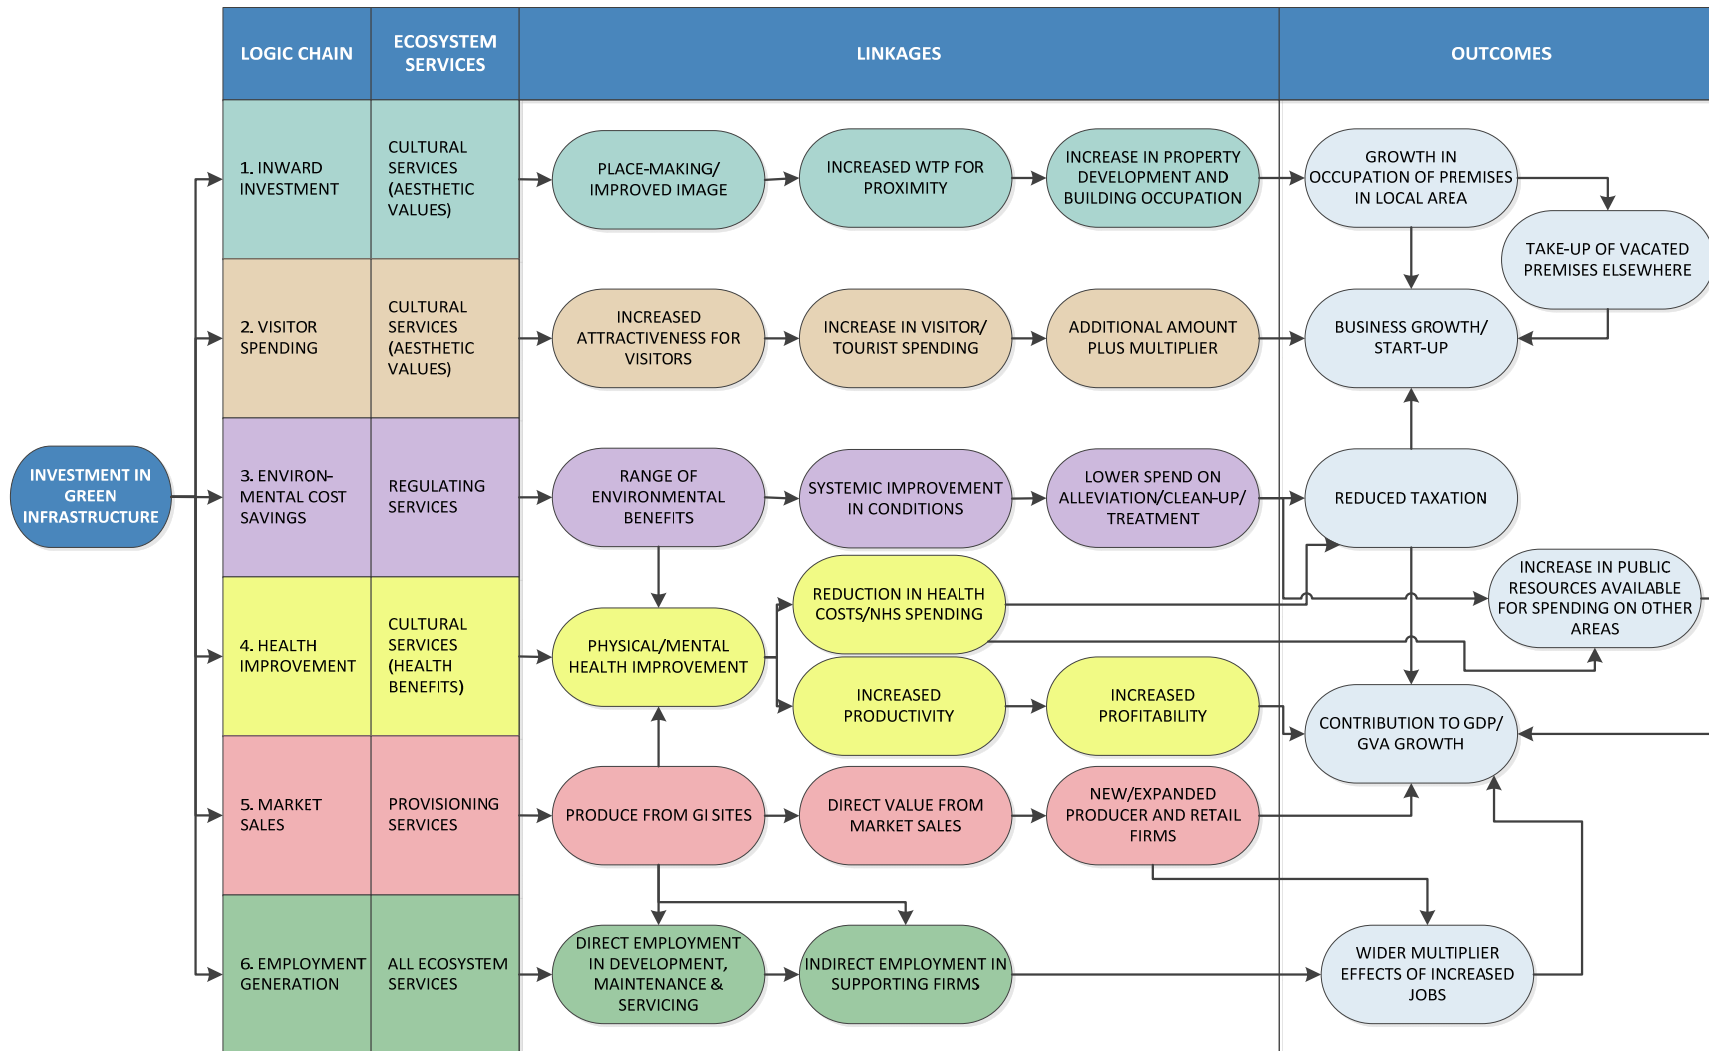 LOGIC CHAIN
ECOSYSTEM
SERVICES
LINKAGES
OUTCOMES
INVESTMENT IN
GREEN
INFRASTRUCTURE
1. INWARD
INVESTMENT
CULTURAL
SERVICES
(AESTHETIC
VALUES)
PLACE-MAKING/
IMPROVED IMAGE
INCREASED WTP FOR
PROXIMITY
INCREASE IN PROPERTY
DEVELOPMENT AND
BUILDING OCCUPATION
GROWTH IN
OCCUPATION OF PREMISES
IN LOCAL AREA
TAKE-UP OF VACATED
PREMISES ELSEWHERE
2. VISITOR
SPENDING
CULTURAL
SERVICES
(AESTHETIC
VALUES)
INCREASED
ATTRACTIVENESS FOR
VISITORS
INCREASE IN VISITOR/
TOURIST SPENDING
ADDITIONAL AMOUNT
PLUS MULTIPLIER
BUSINESS GROWTH/
START-UP
3. ENVIRON-
MENTAL COST
SAVINGS
REGULATING
SERVICES
RANGE OF
ENVIRONMENTAL
BENEFITS
SYSTEMIC IMPROVEMENT
IN CONDITIONS
LOWER SPEND ON
ALLEVIATION/CLEAN-UP/
TREATMENT
REDUCED TAXATION
INCREASE IN PUBLIC
RESOURCES AVAILABLE
FOR SPENDING ON OTHER
AREAS
4. HEALTH
IMPROVEMENT
CULTURAL
SERVICES
(HEALTH
BENEFITS)
PHYSICAL/MENTAL
HEALTH IMPROVEMENT
REDUCTION IN HEALTH
COSTS/NHS SPENDING
INCREASED
PRODUCTIVITY
INCREASED
PROFITABILITY
CONTRIBUTION TO GDP/
GVA GROWTH
5. MARKET
SALES
PROVISIONING
SERVICES
PRODUCE FROM GI SITES
DIRECT VALUE FROM
MARKET SALES
NEW/EXPANDED
PRODUCER AND RETAIL
FIRMS
6. EMPLOYMENT
GENERATION
ALL ECOSYSTEM
SERVICES
DIRECT EMPLOYMENT
IN DEVELOPMENT,
MAINTENANCE &
SERVICING
INDIRECT EMPLOYMENT IN
SUPPORTING FIRMS
WIDER MULTIPLIER
EFFECTS OF INCREASED
JOBS